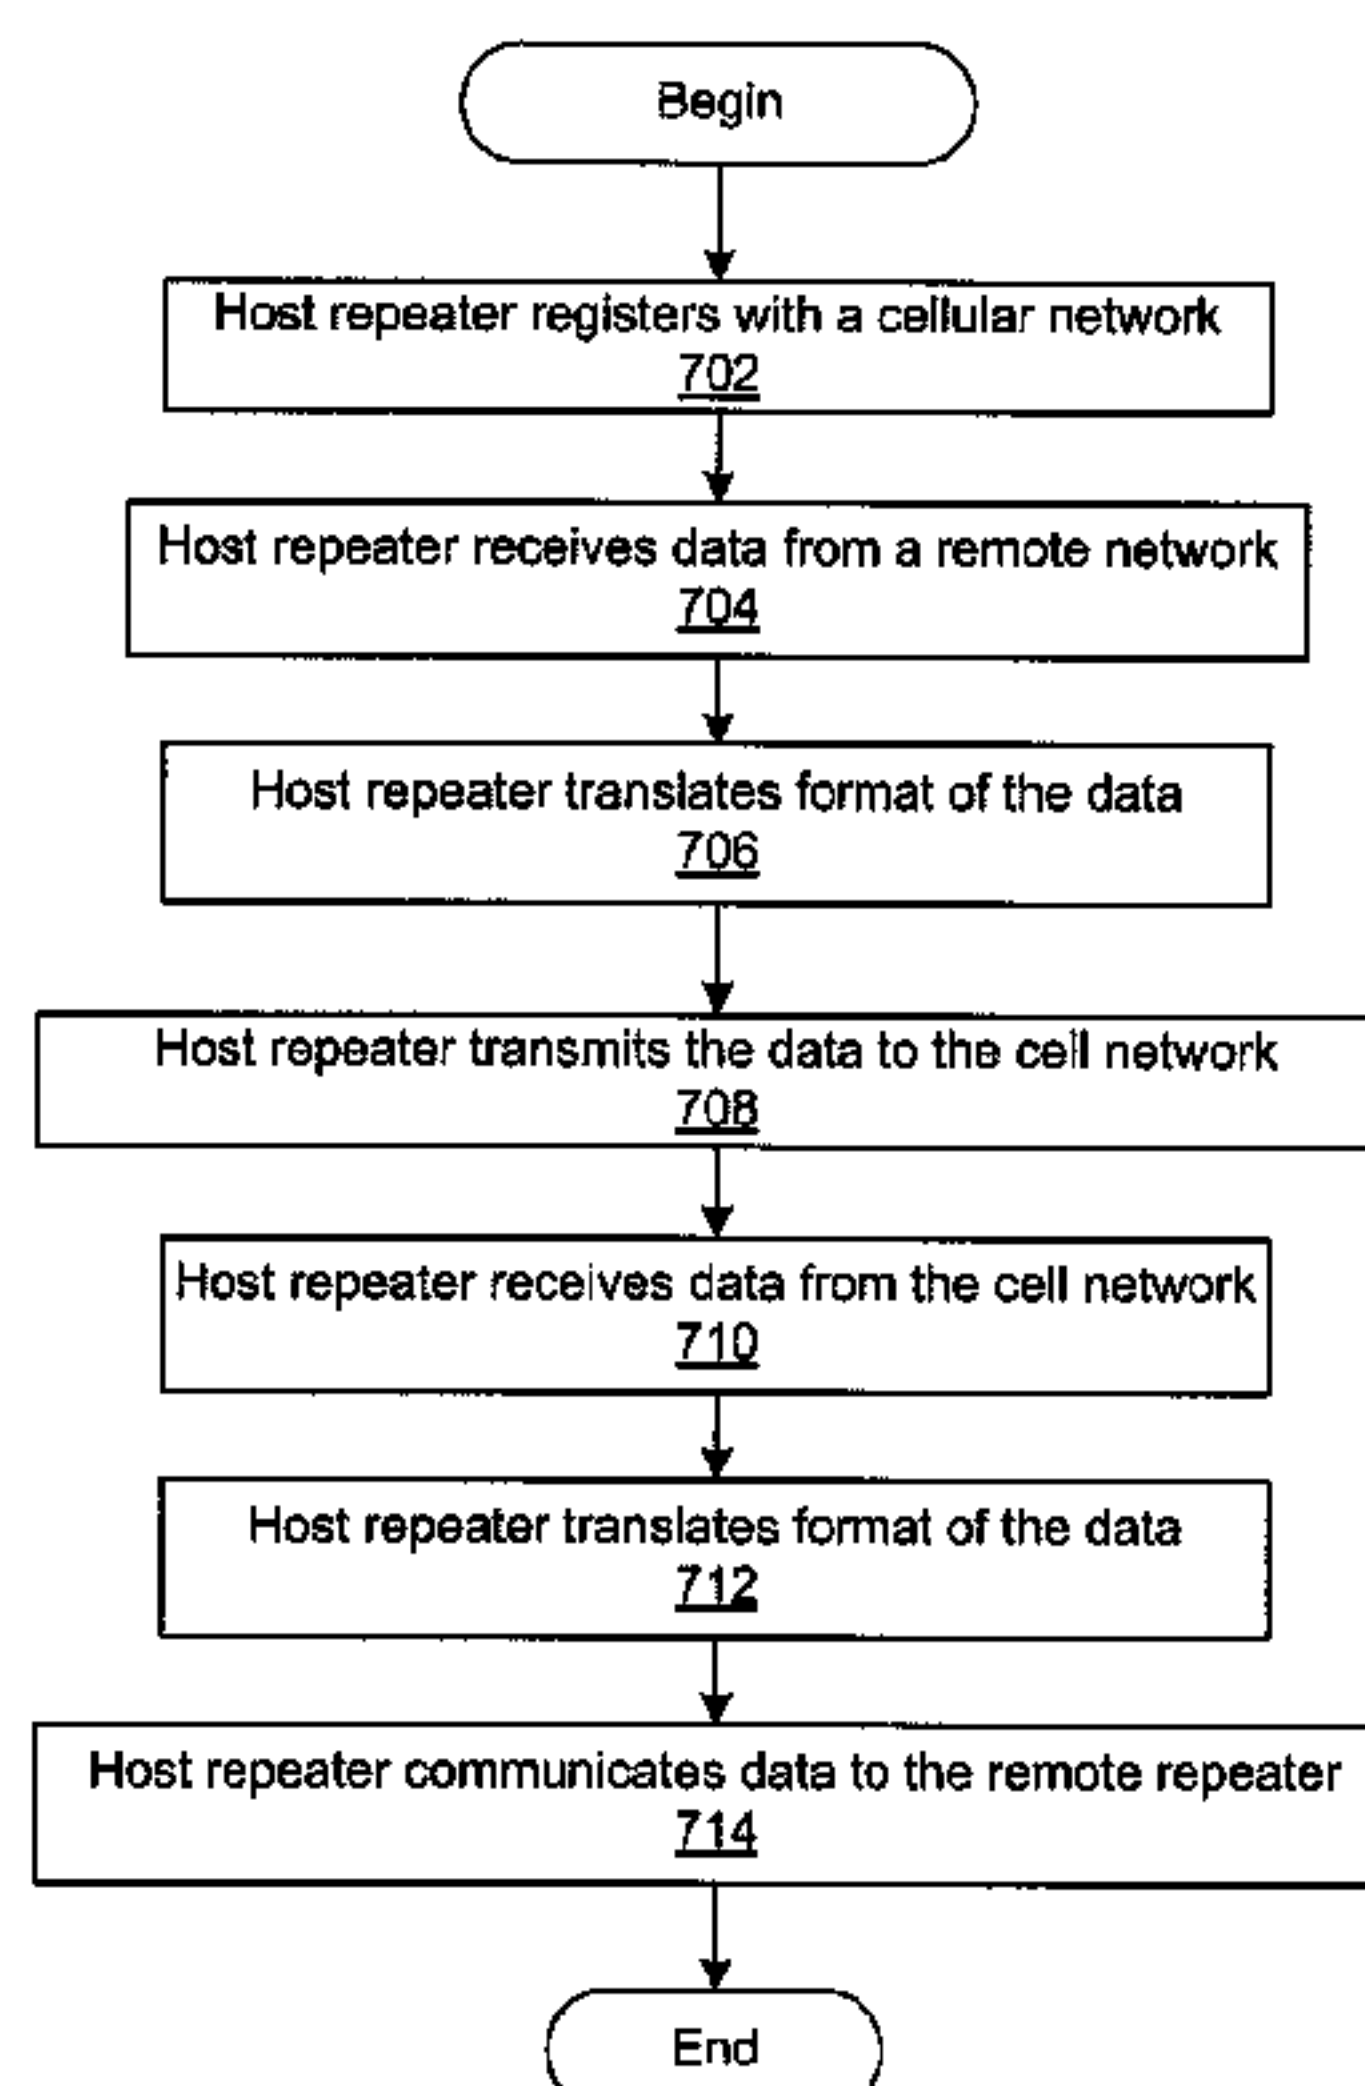 Begin
Host repeater registers with a cellular network
702
Host repeater receives data from a remote network
704
Host repeater translates format of the data
706
Host repeater transmits the data to the cell network
708
Host repeater receives data from the cell network
710
Host repeater translates format of the data
712
Host repeater communicates data to the remote repeater
714
End